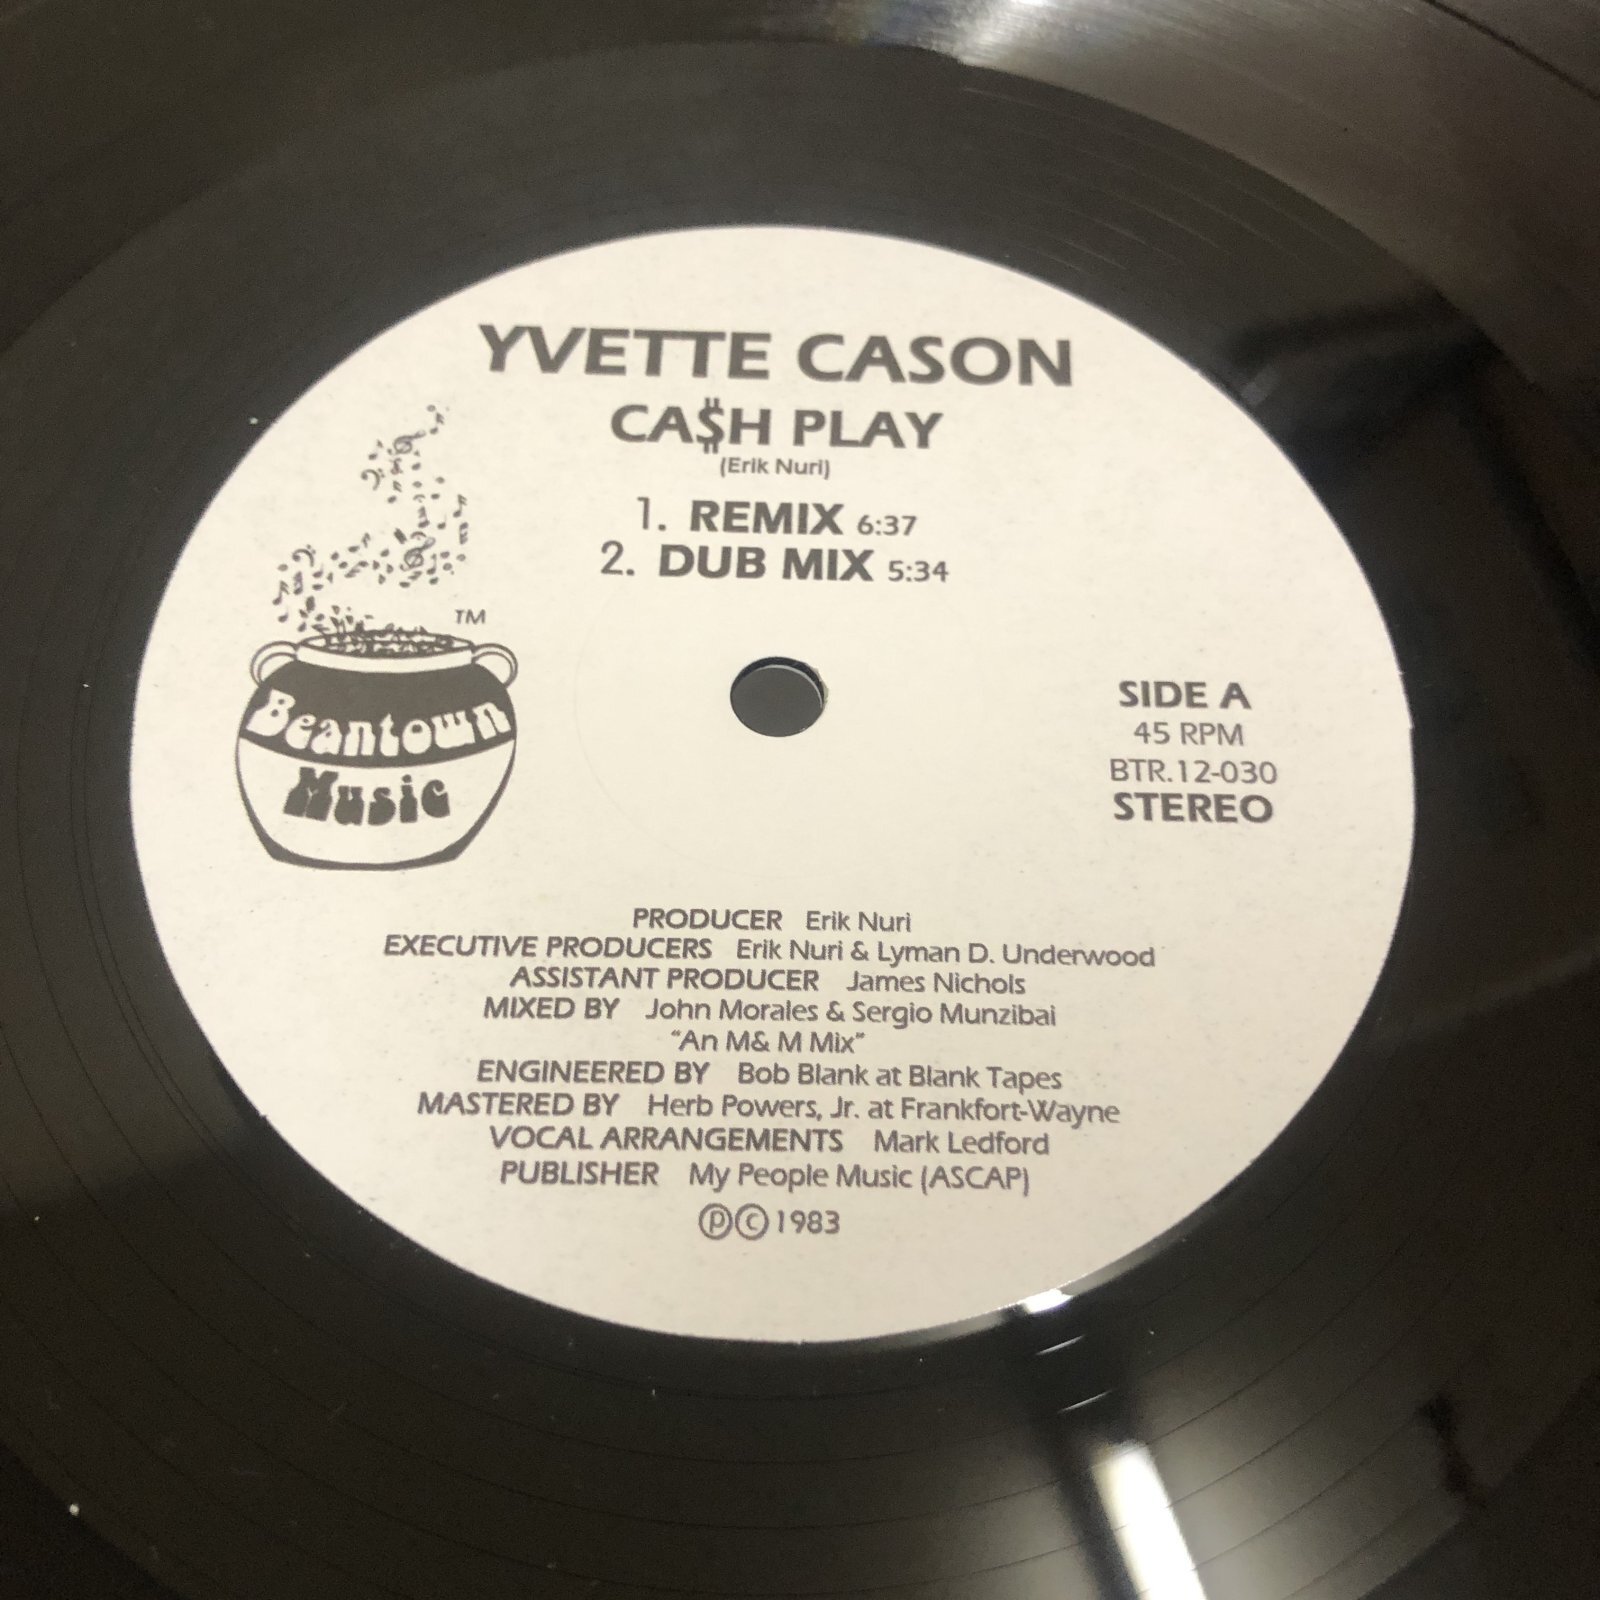 YVETTE CASON
CA$H PLAY
(Erik Nuri)
1. REMIX 6:37
2. DUB MIX 5:34
TM
Beantown
Music
SIDE A
45 RPM
BTR.12-030
STEREO
PRODUCER Erik Nuri
EXECUTIVE PRODUCERS Erik Nuri & Lyman D. Underwood
ASSISTANT PRODUCER James Nichols
MIXED BY John Morales & Sergio Munzibai
"An M& M Mix"
ENGINEERED BY Bob Blank at Blank Tapes
MASTERED BY Herb Powers, Jr. at Frankfort-Wayne
VOCAL ARRANGEMENTS Mark Ledford
PUBLISHER My People Music (ASCAP)
℗© 1983